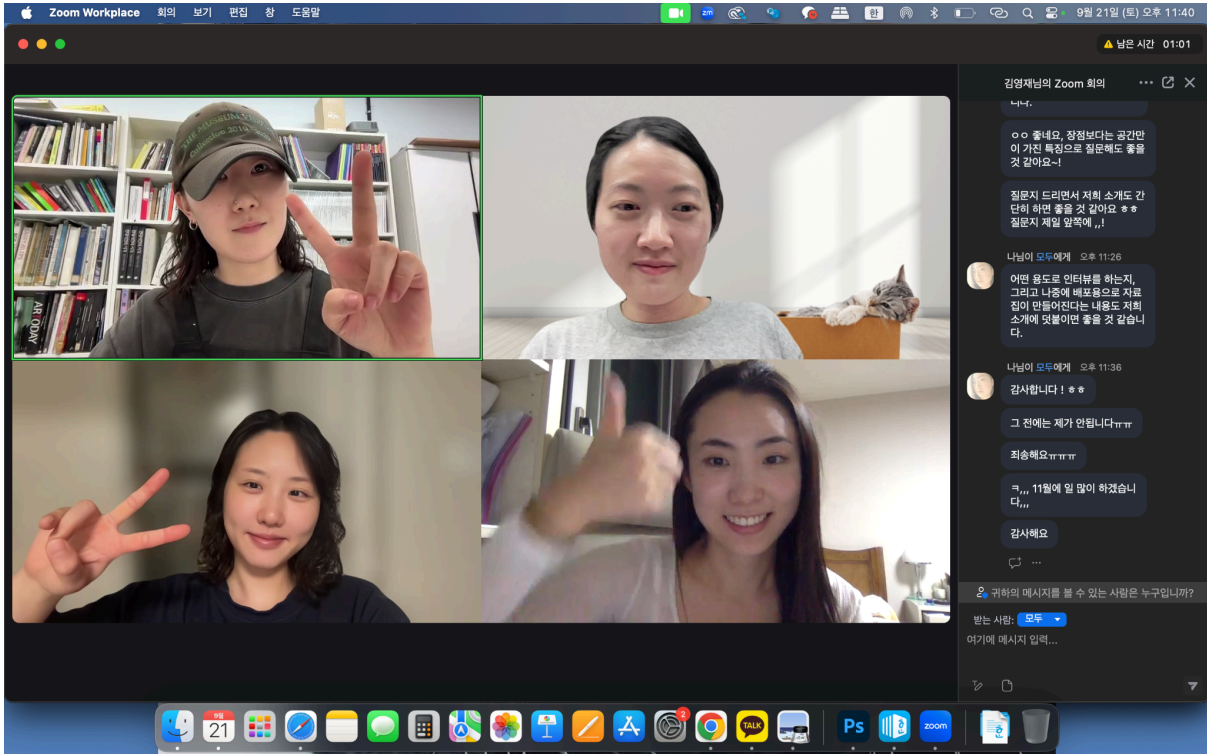 Zoom Workplace 회의 보기 편집 창 도움말
zm
한
9월 21일 (토) 오후 11:40
남은 시간 01:01
김영재님의 Zoom 회의
니다.
ㅇㅇ 좋네요, 장점보다는 공간만
이 가진 특징으로 질문해도 좋을
것 같아요~!
질문지 드리면서 저희 소개도 간
단히 하면 좋을 것 같아요 ㅎㅎ
질문지 제일 앞쪽에 ,,!
나님이 모두에게 오후 11:26
어떤 용도로 인터뷰를 하는지,
그리고 나중에 배포용으로 자료
집이 만들어진다는 내용도 저희
소개에 덧붙이면 좋을 것 같습니
다.
나님이 모두에게 오후 11:36
감사합니다 ! ㅎㅎ
그 전에는 제가 안됩니다ㅠㅠ
죄송해요ㅠㅠㅠ
ㅋ,,, 11월에 일 많이 하겠습니
다,,,
감사해요
귀하의 메시지를 볼 수 있는 사람은 누구입니까?
받는 사람: 모두
여기에 메시지 입력...
9월
21
2
TALK
Ps
zoom